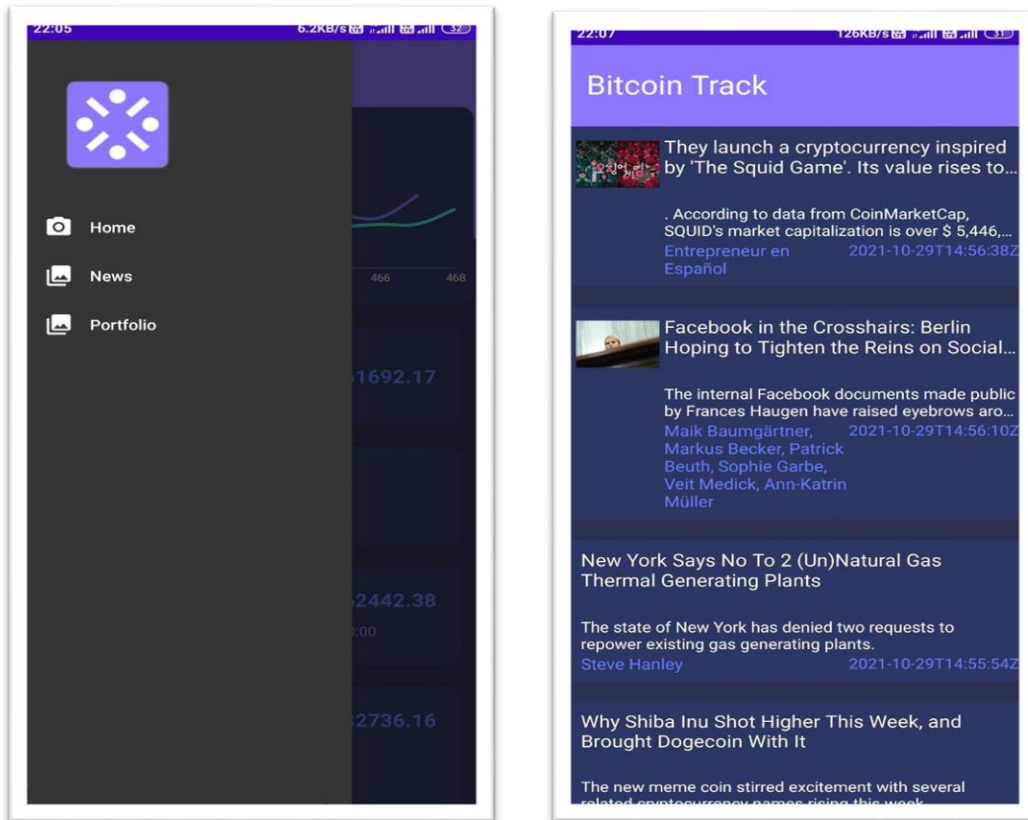 22:05 6.2KB/s 32
Home
News
Portfolio
466 468
1692.17
2442.38
:00
2736.16
22:07 126KB/s 31
Bitcoin Track
They launch a cryptocurrency inspired
by 'The Squid Game'. Its value rises to...
. According to data from CoinMarketCap,
SQUID's market capitalization is over $ 5,446,...
Entrepreneur en 2021-10-29T14:56:38Z
Español
Facebook in the Crosshairs: Berlin
Hoping to Tighten the Reins on Social...
The internal Facebook documents made public
by Frances Haugen have raised eyebrows aro...
Maik Baumgärtner, 2021-10-29T14:56:10Z
Markus Becker, Patrick
Beuth, Sophie Garbe,
Veit Medick, Ann-Katrin
Müller
New York Says No To 2 (Un)Natural Gas
Thermal Generating Plants
The state of New York has denied two requests to
repower existing gas generating plants.
Steve Hanley 2021-10-29T14:55:54Z
Why Shiba Inu Shot Higher This Week, and
Brought Dogecoin With It
The new meme coin stirred excitement with several
related cryptocurrency names rising this week